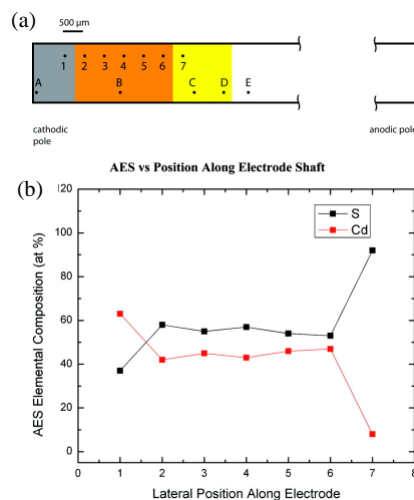 (a)
500 µm
1 2 3 4 5 6 7
A B C D E
cathodic pole
anodic pole
AES vs Position Along Electrode Shaft
(b)
120
100
80
60
40
20
0
AES Elemental Composition (at %)
S
Cd
0 1 2 3 4 5 6 7 8
Lateral Position Along Electrode